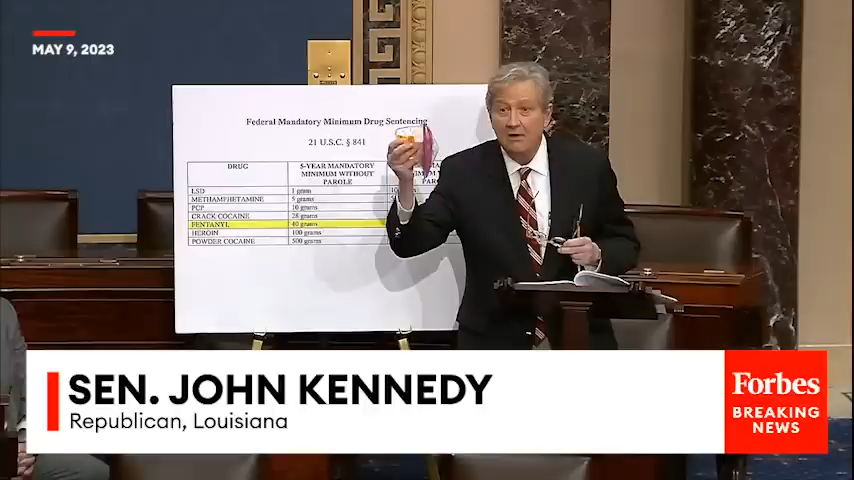 MAY 9, 2023
Federal Mandatory Minimum Drug Sentencing
21 U.S.C. § 841
DRUG
5-YEAR MANDATORY
MINIMUM WITHOUT
PAROLE
LSD 1 gram 10
METHAMPHETAMINE 5 grams
PCP 10 grams
CRACK COCAINE 28 grams
FENTANYL 40 grams
HEROIN 100 grams
POWDER COCAINE 500 grams
SEN. JOHN KENNEDY
Republican, Louisiana
Forbes
BREAKING
NEWS